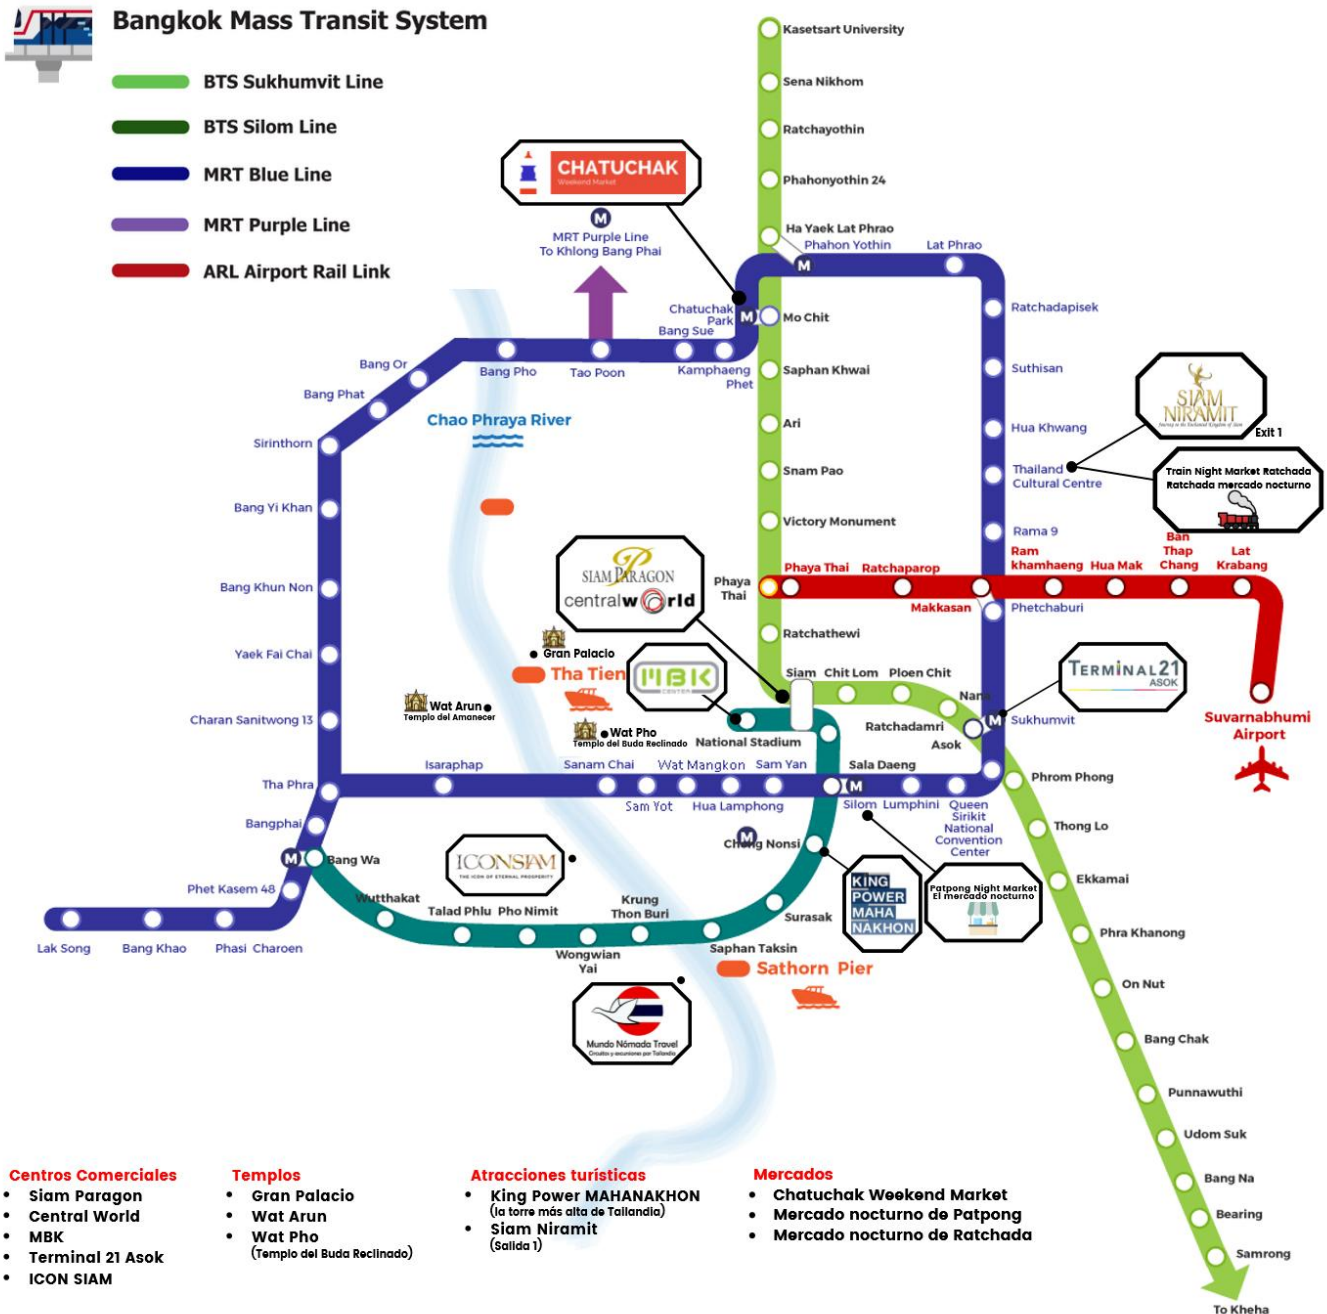 Bangkok Mass Transit System
BTS Sukhumvit Line
BTS Silom Line
MRT Blue Line
MRT Purple Line
ARL Airport Rail Link
Kasetsart University
Sena Nikhom
Ratchayothin
Phahonyothin 24
Ha Yaek Lat Phrao
Phahon Yothin
Lat Phrao
M
CHATUCHAK
Weekend Market
M
MRT Purple Line
To Khlong Bang Phai
Chatuchak
Park
M
Mo Chit
Bang Sue
Kamphaeng
Phet
Tao Poon
Bang Pho
Bang Or
Bang Phat
Sirinthorn
Bang Yi Khan
Bang Khun Non
Yaek Fai Chai
Charan Sanitwong 13
Tha Phra
Bangphai
M
Bang Wa
Phet Kasem 48
Lak Song
Bang Khao
Phasi Charoen
Chao Phraya River
Ratchadapisek
Suthisan
Hua Khwang
Thailand
Cultural Centre
Rama 9
SIAM
NIRAMIT
Exit 1
Train Night Market Ratchada
Ratchada mercado nocturno
Saphan Khwai
Ari
Snam Pao
Victory Monument
Phaya
Thai
Phaya Thai
Ratchaparop
Makkasan
Ram
khamhaeng
Hua Mak
Ban
Thap
Chang
Lat
Krabang
Suvarnabhumi
Airport
Phetchaburi
Ratchathewi
SIAM PARAGON
centralworld
MBK
CENTER
Gran Palacio
Tha Tien
Wat Arun
Templo del Amanecer
Wat Pho
Templo del Buda Reclinado
Siam
Chit Lom
Ploen Chit
Nana
Ratchadamri
Asok
M
Sukhumvit
TERMINAL21
ASOK
National Stadium
Isaraphap
Sanam Chai
Sam Yot
Wat Mangkon
Hua Lamphong
Sam Yan
Sala Daeng
M
Silom
Lumphini
Queen
Sirikit
National
Convention
Center
M
Chong Nonsi
KING
POWER
MAHA
NAKHON
Patpong Night Market
El mercado nocturno
ICONSIAM
THE ICON OF ETERNAL PROSPERITY
Wutthakat
Talad Phlu
Pho Nimit
Wongwian
Yai
Krung
Thon Buri
Saphan Taksin
Surasak
Sathorn Pier
Mundo Nómada Travel
Circuitos y excursiones por Tailandia
Phrom Phong
Thong Lo
Ekkamai
Phra Khanong
On Nut
Bang Chak
Punnawuthi
Udom Suk
Bang Na
Bearing
Samrong
To Kheha
Centros Comerciales
• Siam Paragon
• Central World
• MBK
• Terminal 21 Asok
• ICON SIAM
Templos
• Gran Palacio
• Wat Arun
• Wat Pho
(Templo del Buda Reclinado)
Atracciones turísticas
• King Power MAHANAKHON
(la torre más alta de Tailandia)
• Siam Niramit
(Salida 1)
Mercados
• Chatuchak Weekend Market
• Mercado nocturno de Patpong
• Mercado nocturno de Ratchada